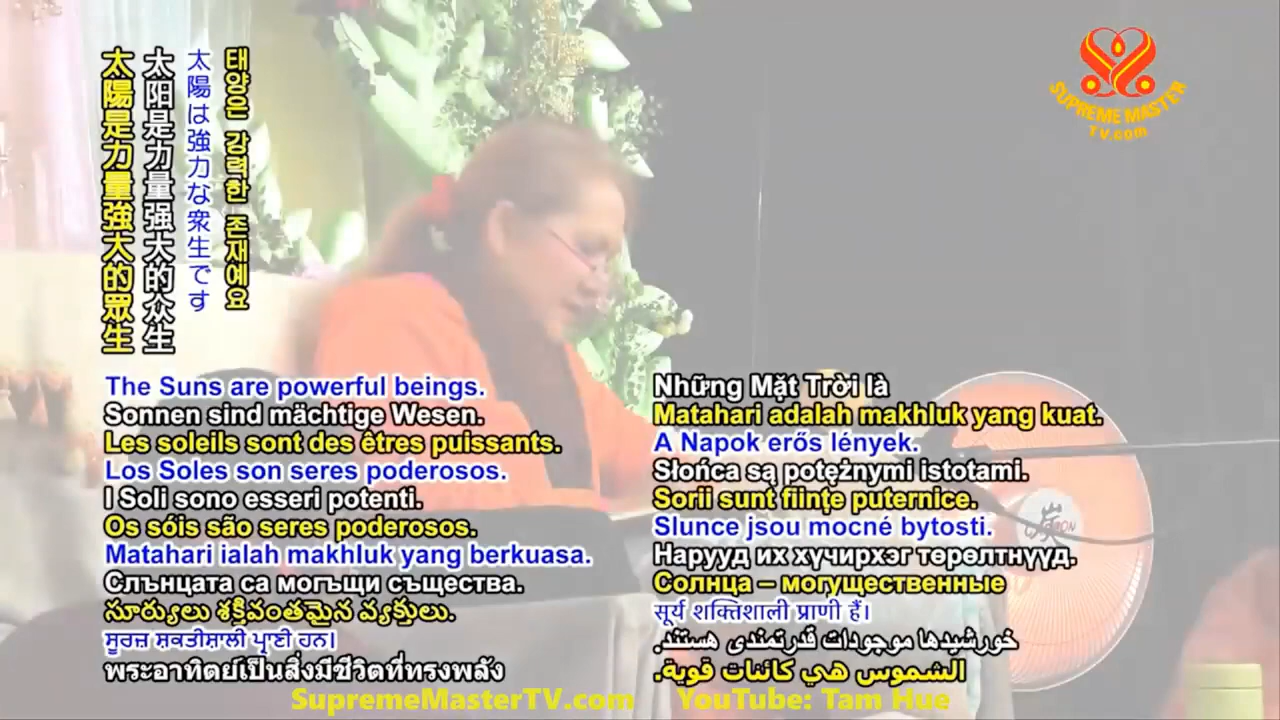 太陽是力量強大的眾生
太阳是力量强大的众生
太陽は強力な衆生です
태양은 강력한 존재예요
SUPREME MASTER
TV.com
The Suns are powerful beings.
Sonnen sind mächtige Wesen.
Les soleils sont des êtres puissants.
Los Soles son seres poderosos.
I Soli sono esseri potenti.
Os sóis são seres poderosos.
Matahari ialah makhluk yang berkuasa.
Слънцата са могъщи същества.
సూర్యులు శక్తివంతమైన వ్యక్తులు.
ਸੂਰਜ਼ ਸ਼ਕਤੀਸ਼ਾਲੀ ਪ੍ਰਾਣੀ ਹਨ।
พระอาทิตย์เป็นสิ่งมีชีวิตที่ทรงพลัง
Những Mặt Trời là
Matahari adalah makhluk yang kuat.
A Napok erős lények.
Słońca są potężnymi istotami.
Sorii sunt ființe puternice.
Slunce jsou mocné bytosti.
Нарууд их хүчирхэг төрөлтнүүд.
Солнца – могущественные
सूर्य शक्तिशाली प्राणी हैं।
خورشیدها موجودات قدرتمندی هستند.
الشموس هي كائنات قوية.
炭
SupremeMasterTV.com YouTube: Tam Hue